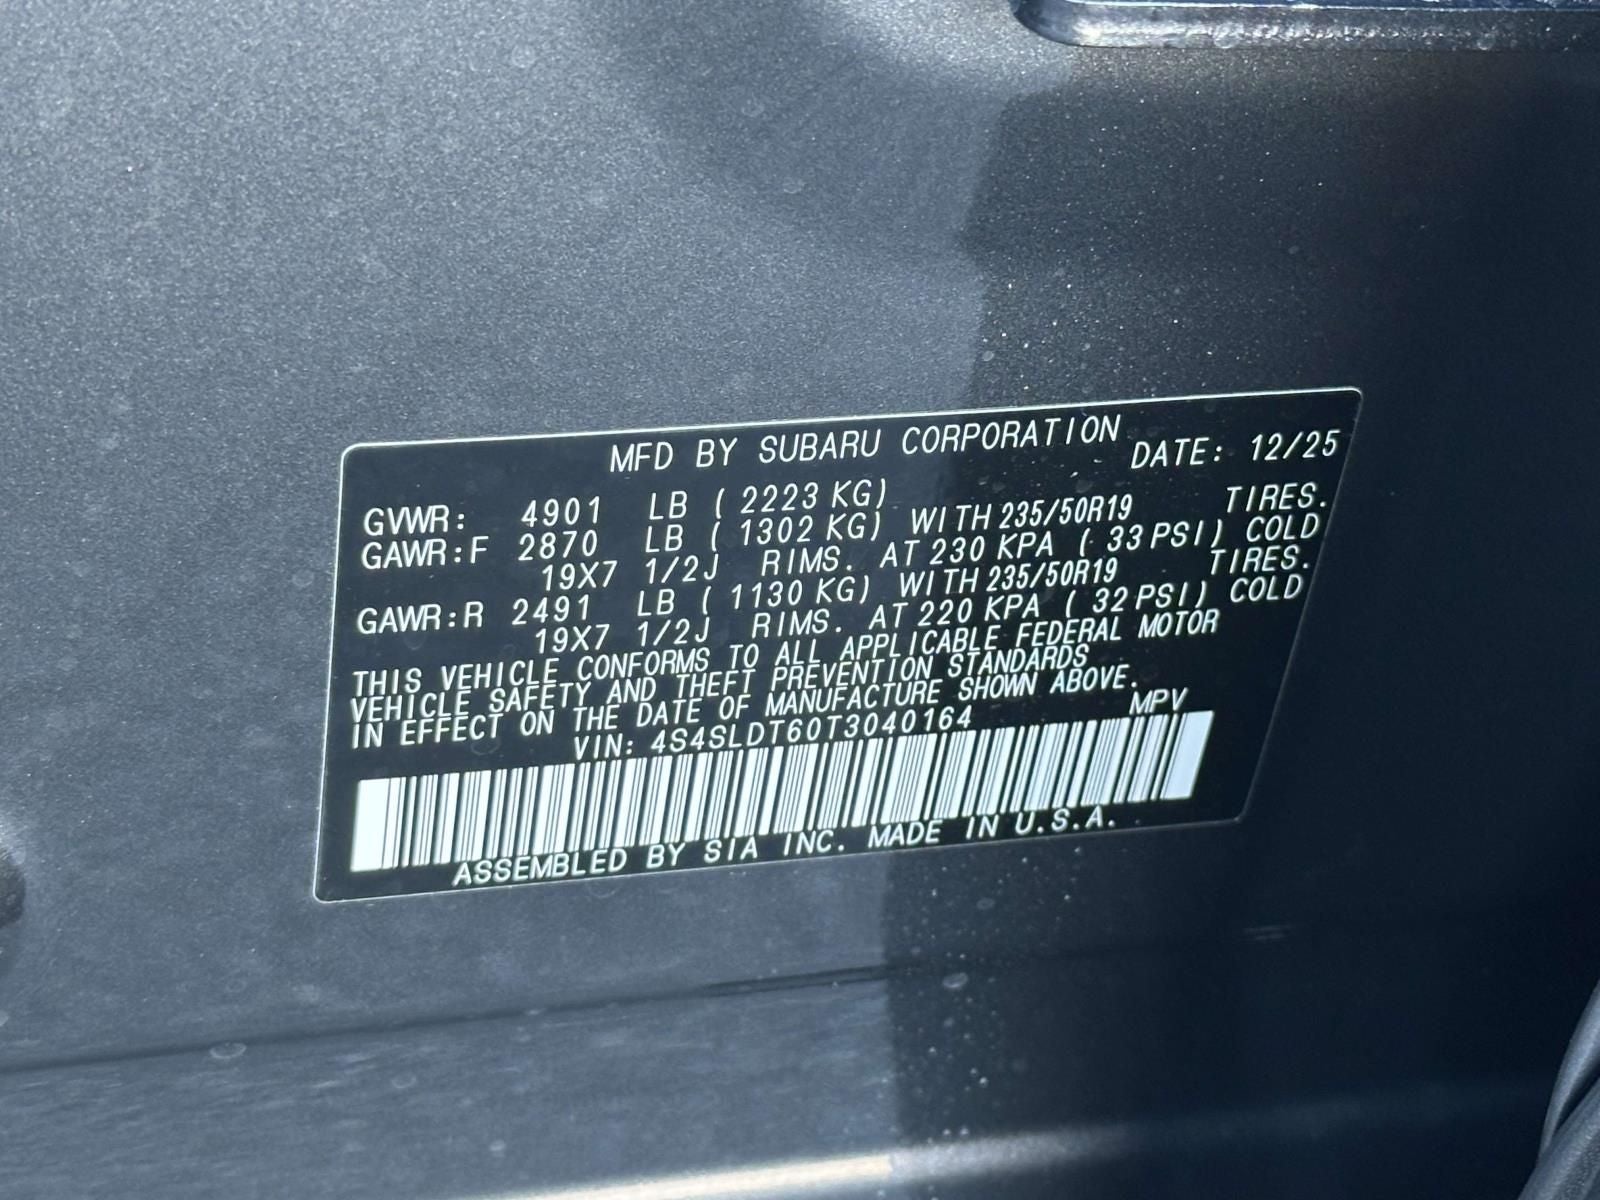 MFD BY SUBARU CORPORATION DATE: 12/25
GVWR: 4901 LB ( 2223 KG)
GAWR:F 2870 LB ( 1302 KG) WITH 235/50R19 TIRES.
19X7 1/2J RIMS. AT 230 KPA ( 33 PSI) COLD
GAWR:R 2491 LB ( 1130 KG) WITH 235/50R19 TIRES.
19X7 1/2J RIMS. AT 220 KPA ( 32 PSI) COLD
THIS VEHICLE CONFORMS TO ALL APPLICABLE FEDERAL MOTOR
VEHICLE SAFETY AND THEFT PREVENTION STANDARDS
IN EFFECT ON THE DATE OF MANUFACTURE SHOWN ABOVE.
VIN: 4S4SLDT60T3040164 MPV
ASSEMBLED BY SIA INC. MADE IN U.S.A.